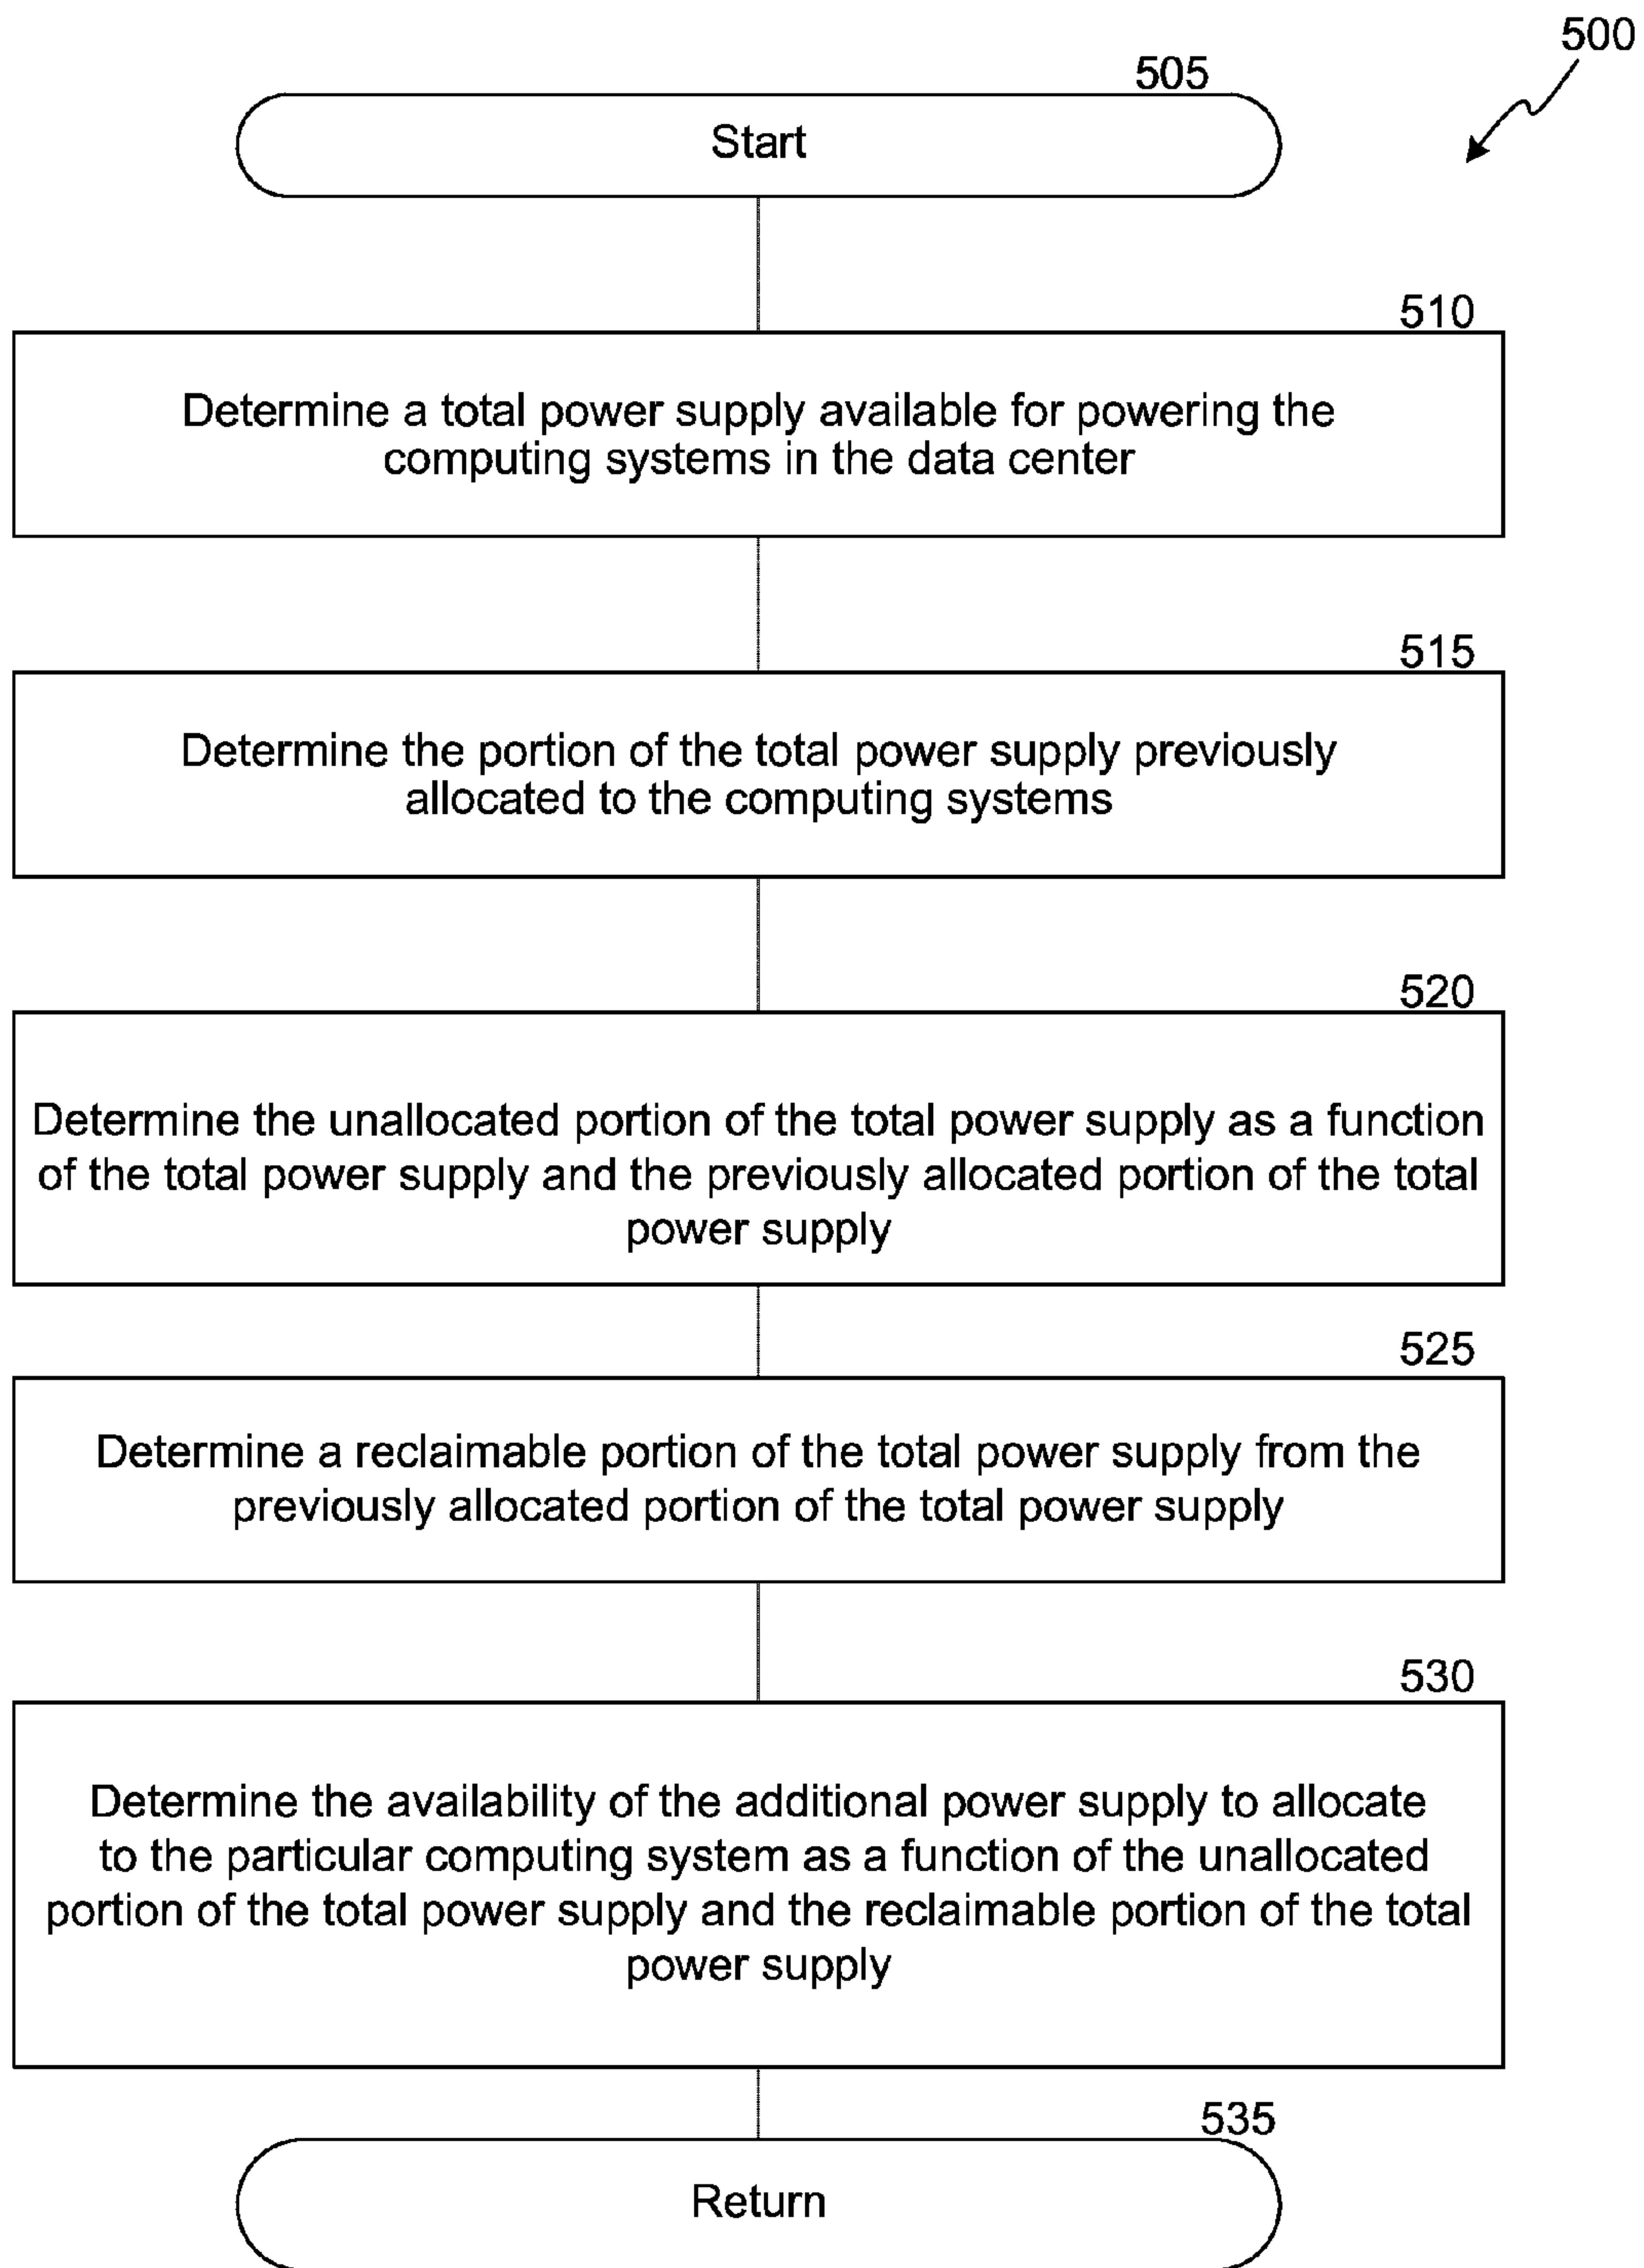 500
505
Start
510
Determine a total power supply available for powering the
computing systems in the data center
515
Determine the portion of the total power supply previously
allocated to the computing systems
520
Determine the unallocated portion of the total power supply as a function
of the total power supply and the previously allocated portion of the total
power supply
525
Determine a reclaimable portion of the total power supply from the
previously allocated portion of the total power supply
530
Determine the availability of the additional power supply to allocate
to the particular computing system as a function of the unallocated
portion of the total power supply and the reclaimable portion of the total
power supply
535
Return